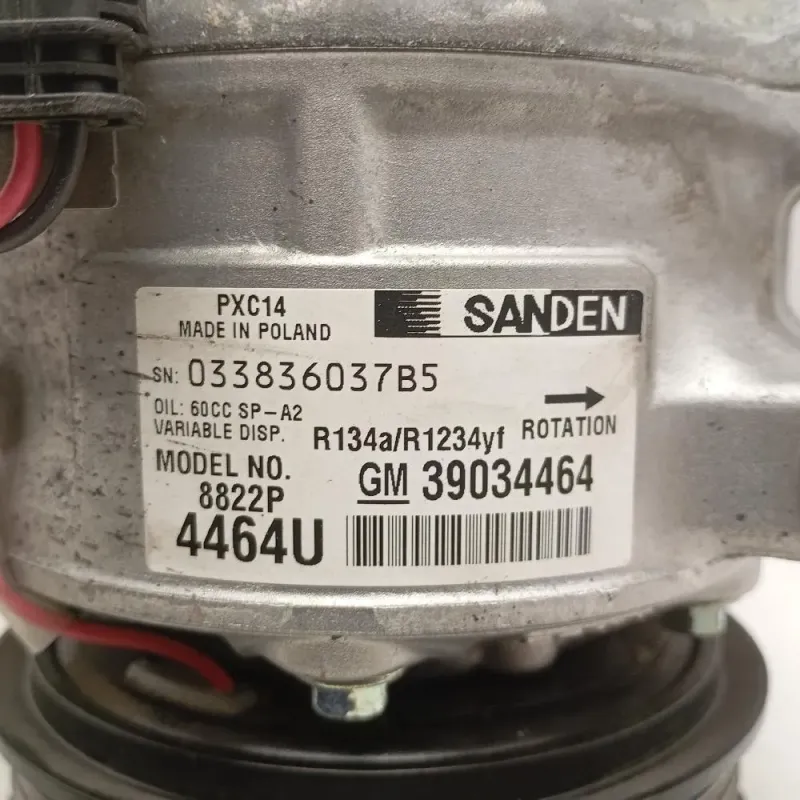 PXC14
MADE IN POLAND
SANDEN
SN: 033836037B5
OIL: 60CC SP-A2
VARIABLE DISP.
R134a/R1234yf
ROTATION
MODEL NO.
8822P
GM 39034464
4464U